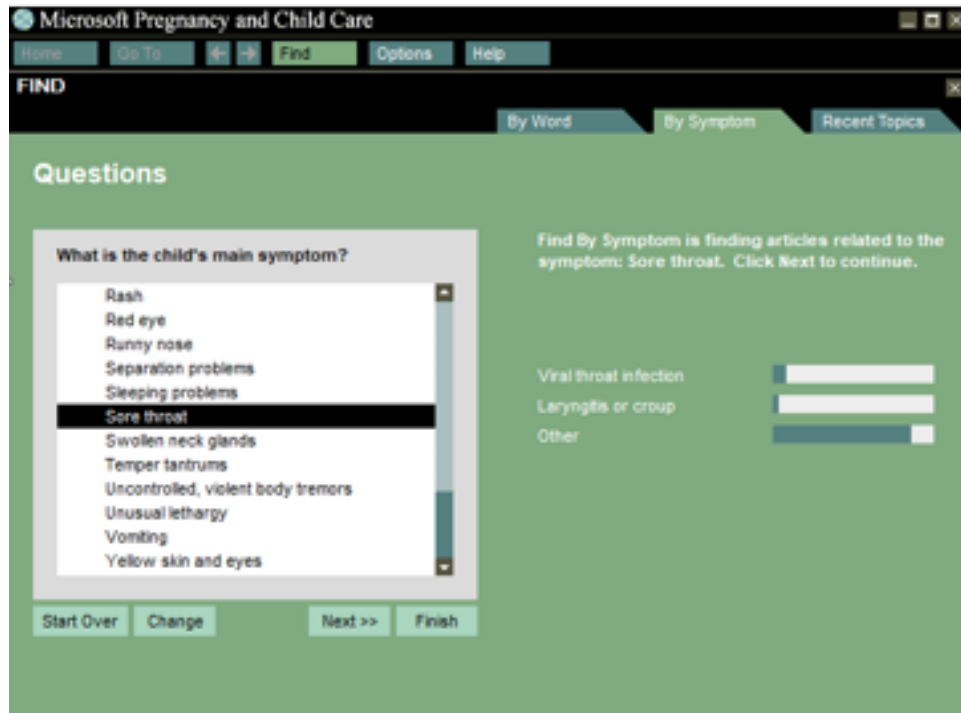 Microsoft Pregnancy and Child Care
Home Go To Find Options Help
FIND
By Word By Symptom Recent Topics
Questions
What is the child's main symptom?
Rash
Red eye
Runny nose
Separation problems
Sleeping problems
Sore throat
Swollen neck glands
Temper tantrums
Uncontrolled, violent body tremors
Unusual lethargy
Vomiting
Yellow skin and eyes
Start Over Change Next >> Finish
Find By Symptom is finding articles related to the
symptom: Sore throat. Click Next to continue.
Viral throat infection
Laryngitis or croup
Other